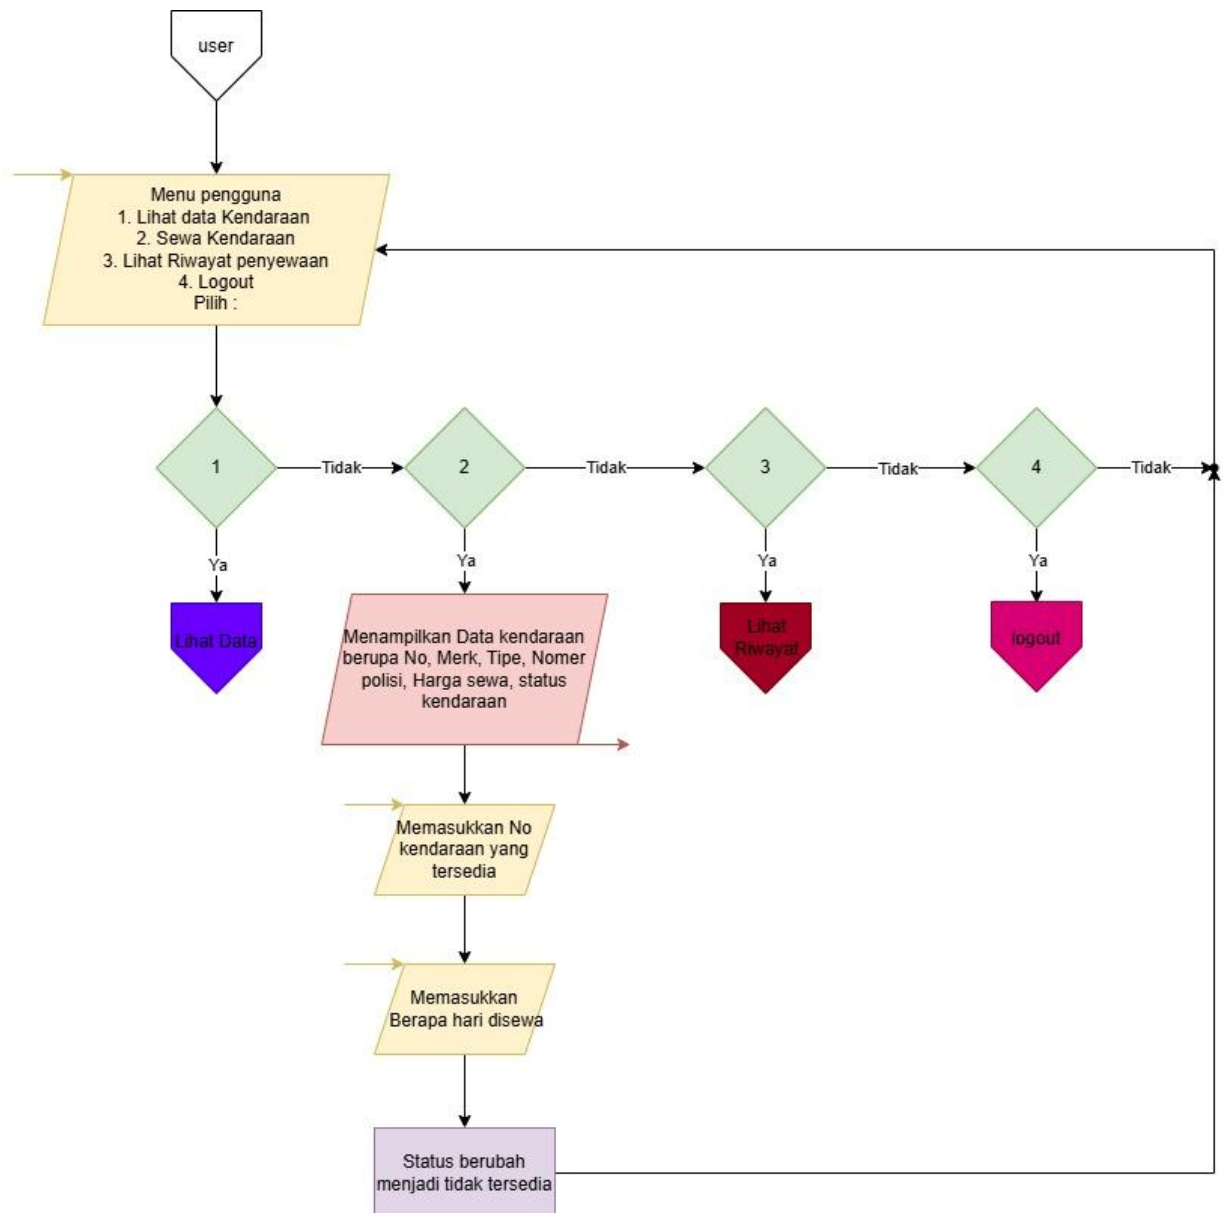 user
Menu pengguna
1. Lihat data Kendaraan
2. Sewa Kendaraan
3. Lihat Riwayat penyewaan
4. Logout
Pilih :
1
Tidak
2
Tidak
3
Tidak
4
Tidak
Ya
Ya
Ya
Ya
Lihat Data
Menampilkan Data kendaraan
berupa No, Merk, Tipe, Nomer
polisi, Harga sewa, status
kendaraan
Lihat
Riwayat
logout
Memasukkan No
kendaraan yang
tersedia
Memasukkan
Berapa hari disewa
Status berubah
menjadi tidak tersedia